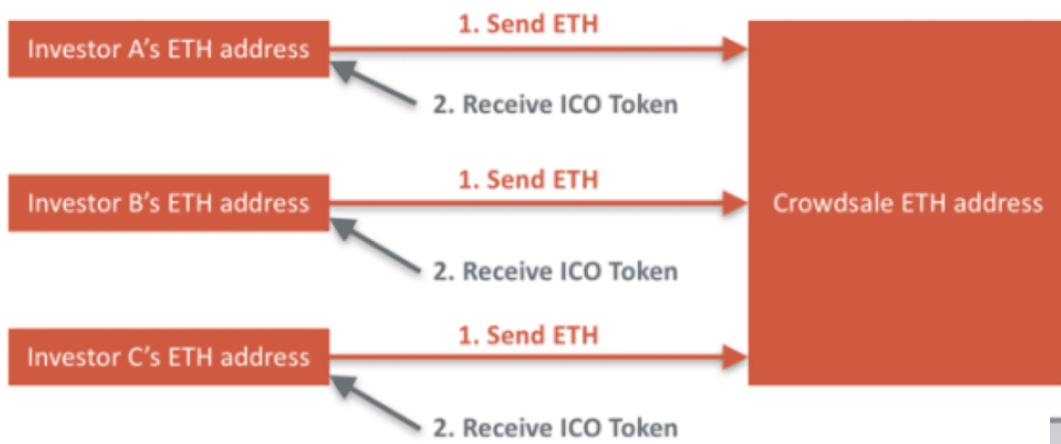 1. Send ETH
Investor A's ETH address
2. Receive ICO Token
1. Send ETH
Investor B's ETH address
Crowdsale ETH address
2. Receive ICO Token
1. Send ETH
Investor C's ETH address
2. Receive ICO Token